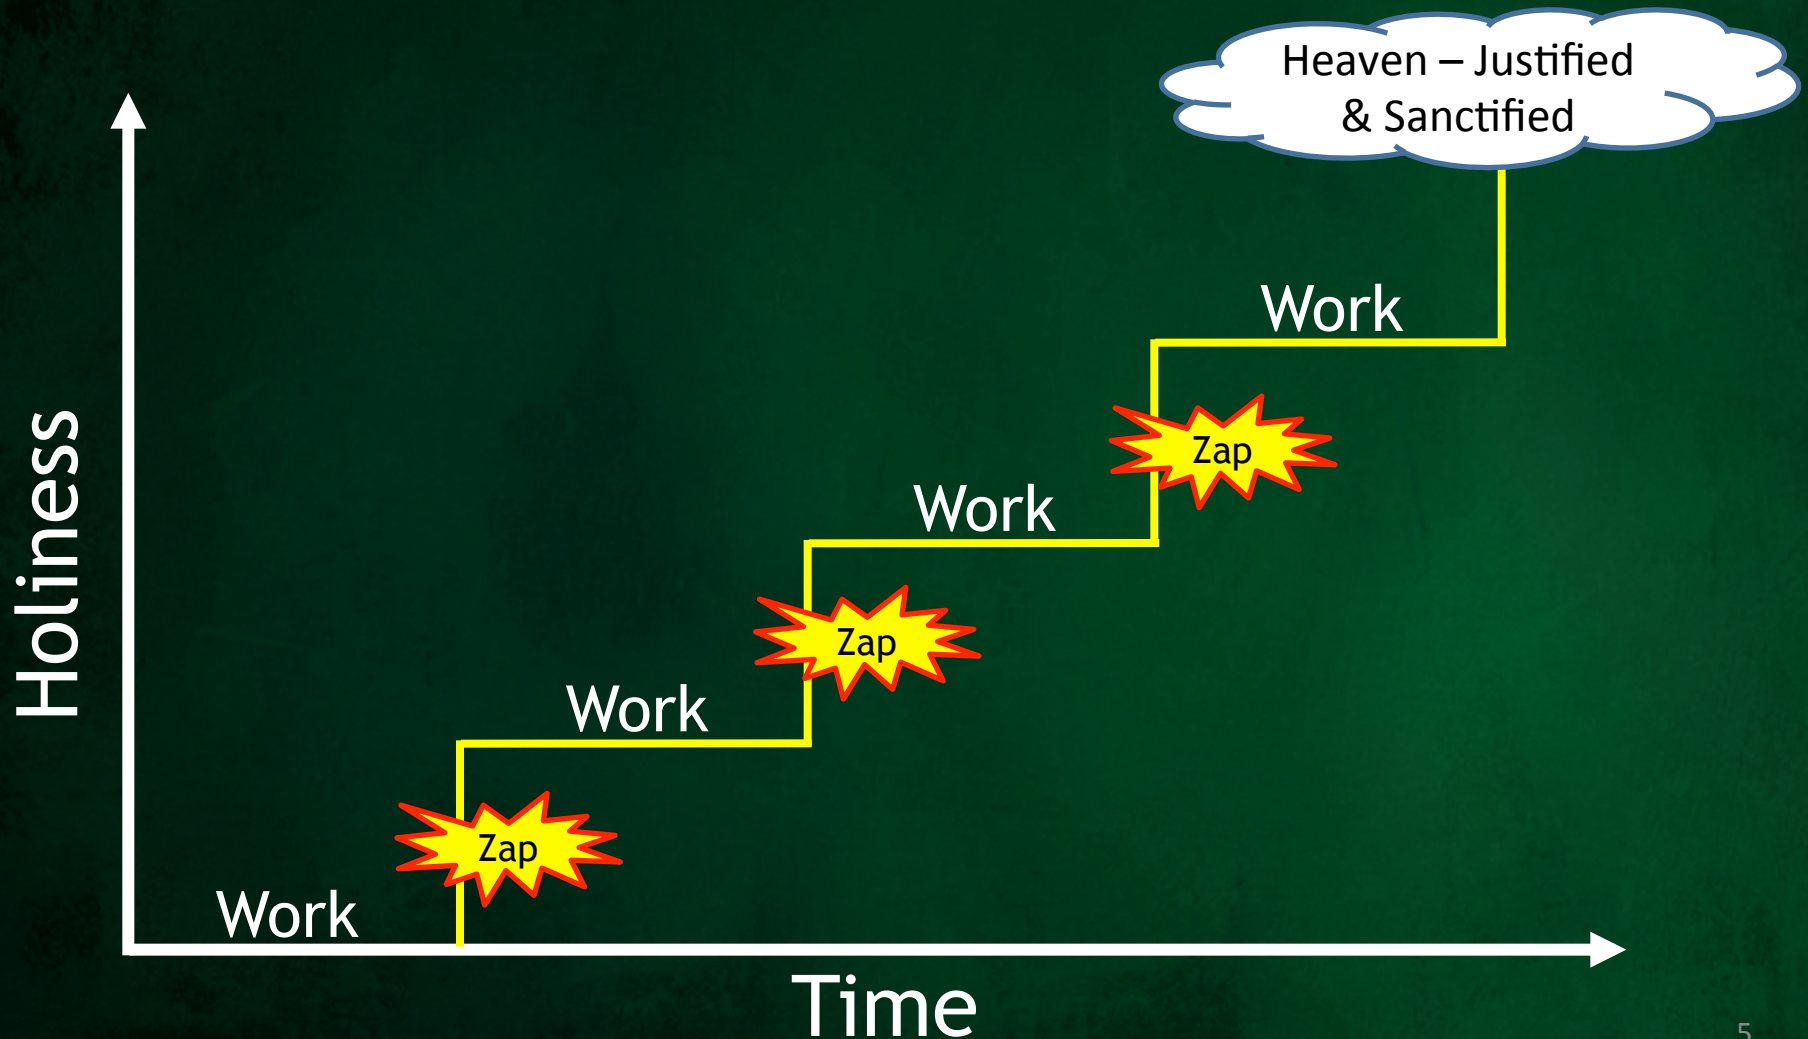 Heaven – Justified
& Sanctified
Work
Zap
Work
Zap
Work
Zap
Work
Holiness
Time
5